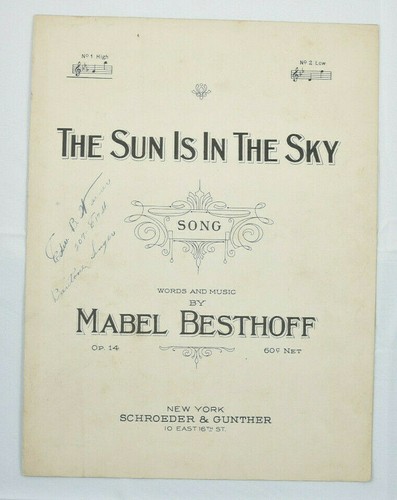 No 1 High
No 2 Low
THE SUN IS IN THE SKY
SONG
WORDS AND MUSIC
BY
MABEL BESTHOFF
OP. 14
60¢ NET
NEW YORK
SCHROEDER & GUNTHER
10 EAST 16TH ST.